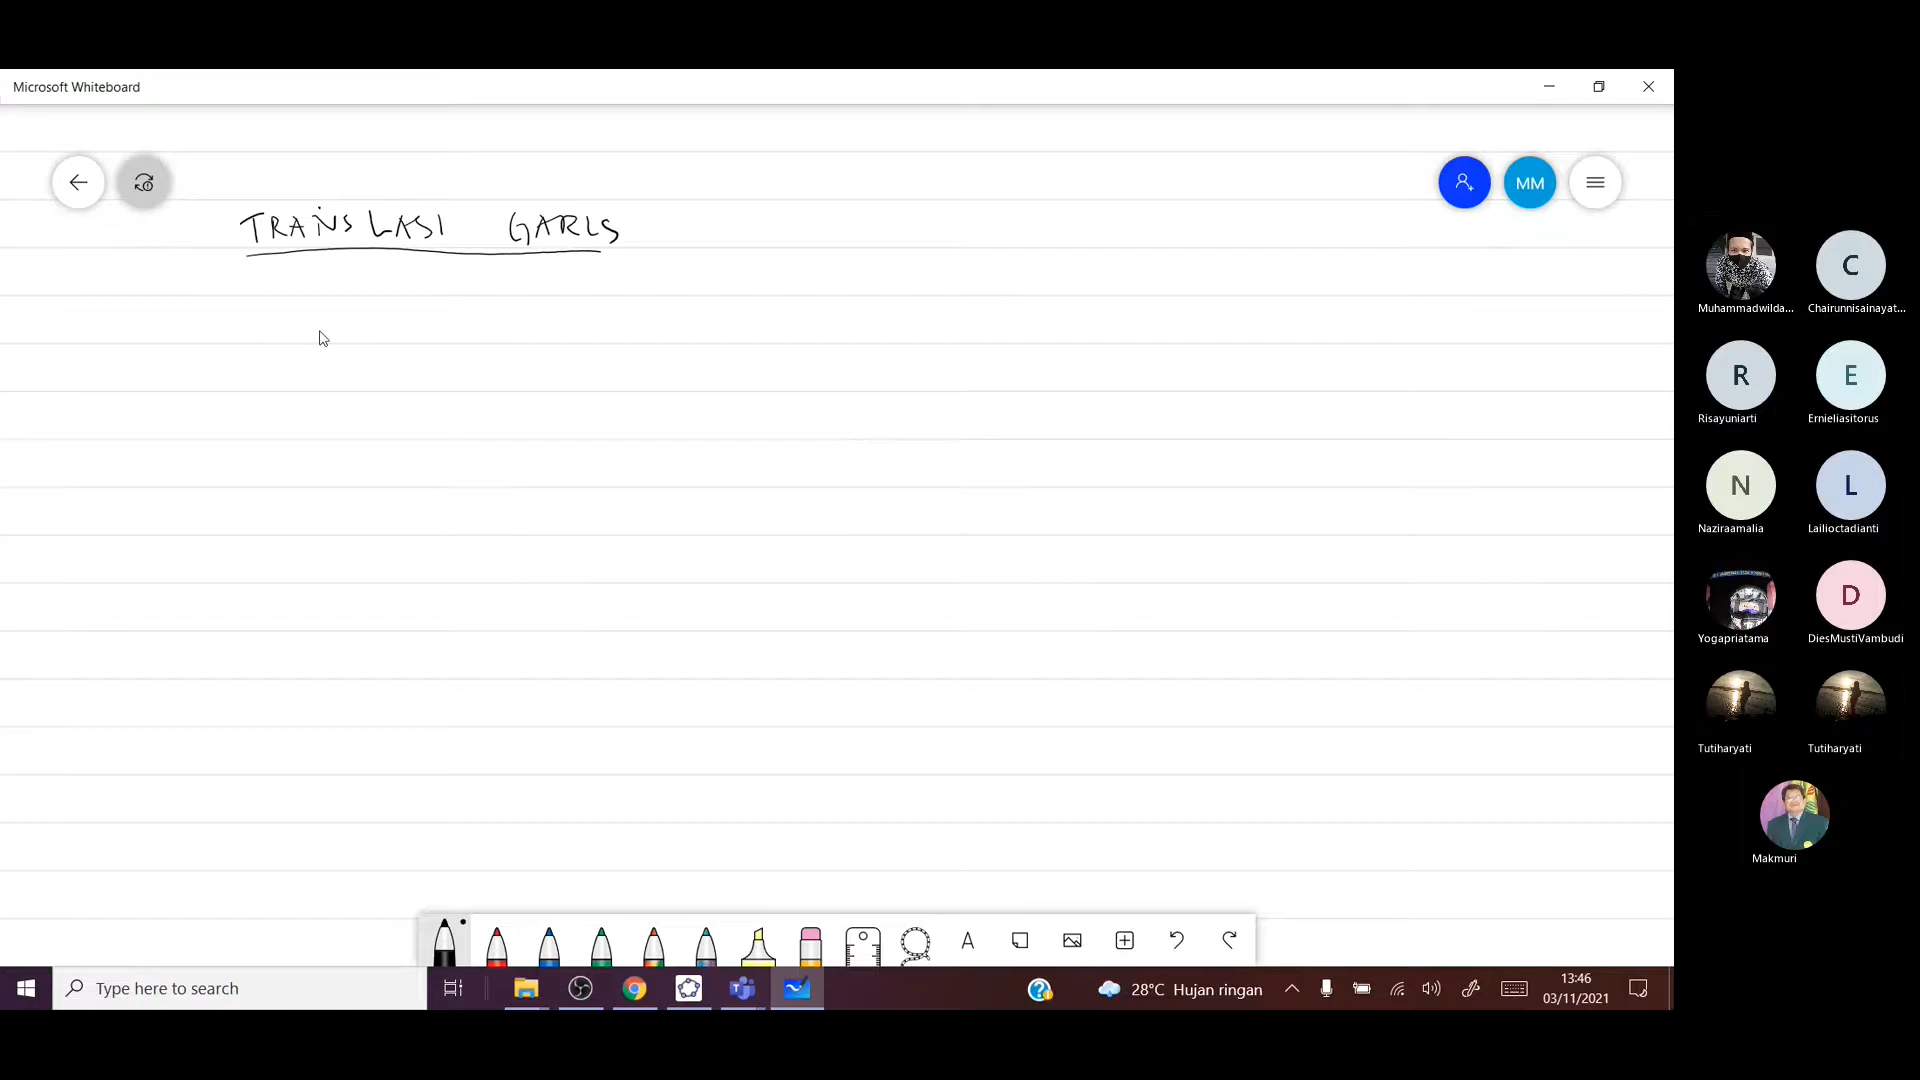 Microsoft Whiteboard
MM
TRANSLASI GARIS
C
Muhammadwilda...
Chairunnisainayat...
R
E
Risayuniarti
Ernieliasitorus
N
L
Naziraamalia
Lailioctadianti
D
Yogapriatama
DiesMustiVambudi
Tutiharyati
Tutiharyati
Makmuri
A
Type here to search
28°C Hujan ringan
13:46
03/11/2021